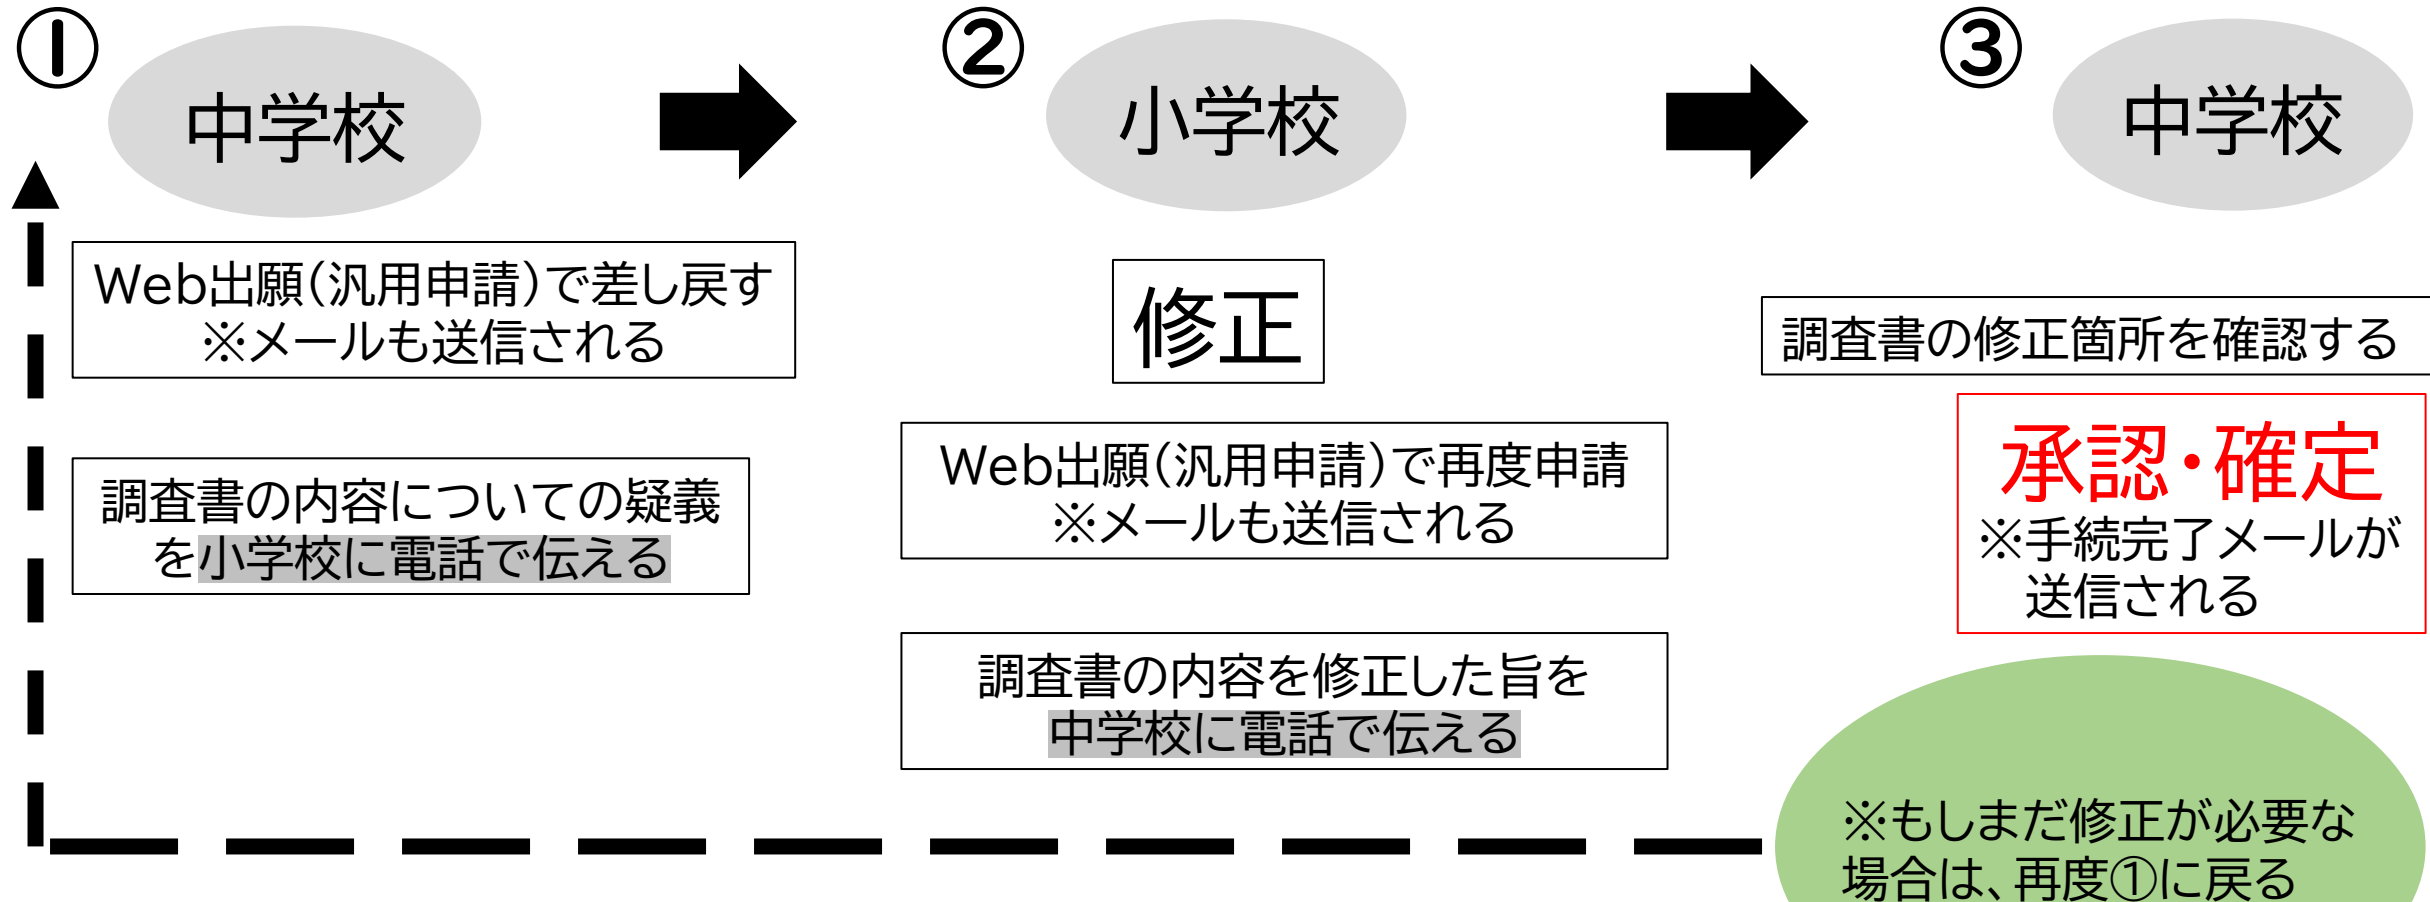 ①
中学校
Web出願(汎用申請)で差し戻す
※メールも送信される
調査書の内容についての疑義
を小学校に電話で伝える
②
小学校
修正
Web出願(汎用申請)で再度申請
※メールも送信される
調査書の内容を修正した旨を
中学校に電話で伝える
③
中学校
調査書の修正箇所を確認する
承認・確定
※手続完了メールが
送信される
※もしまだ修正が必要な
場合は、再度①に戻る